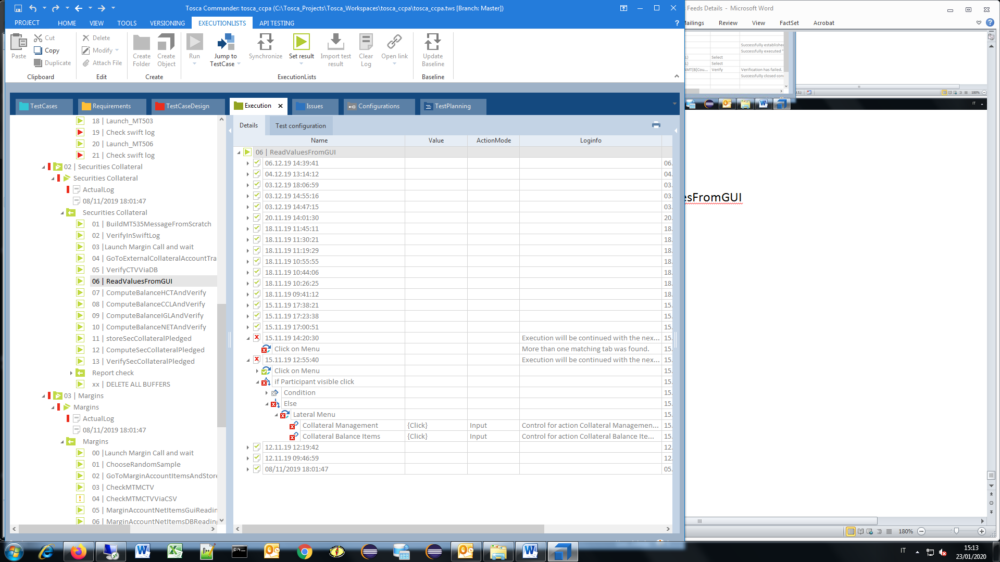 Tosca Commander: tosca_ccpa (C:\Tosca_Projects\Tosca_Workspaces\tosca_ccpa\tosca_ccpa.tws [Branch: Master])
PROJECT HOME VIEW TOOLS VERSIONING EXECUTIONLISTS API TESTING ?
Paste
Cut
Copy
Duplicate
Clipboard
Delete
Modify
Attach File
Edit
Create Folder
Create Object
Create
Run
Jump to TestCase
Synchronize
Set result
Import test result
Clear Log
Open link
ExecutionLists
Update Baseline
Baseline
TestCases Requirements TestCaseDesign Execution Issues Configurations TestPlanning
18 | Launch_MT503
19 | Check swift log
20 | Launch_MT506
21 | Check swift log
02 | Securities Collateral
Securities Collateral
ActualLog
08/11/2019 18:01:47
Securities Collateral
01 | BuildMT535MessageFromScratch
02 | VerifyInSwiftLog
03 |Launch Margin Call and wait
04 | GoToExternalCollateralAccountTra
05 | VerifyCTVViaDB
06 | ReadValuesFromGUI
07 | ComputeBalanceHCTAndVerify
08 | ComputeBalanceCCLAndVerify
09 | ComputeBalanceIGLAndVerify
10 | ComputeBalanceNETAndVerify
11 | storeSecCollateralPledged
12 | ComputeSecCollateralPledged
13 | VerifySecCollateralPledged
Report check
xx | DELETE ALL BUFFERS
03 | Margins
Margins
ActualLog
08/11/2019 18:01:47
Margins
00 |Launch Margin Call and wait
01 | ChooseRandomSample
02 | GoToMarginAccountItemsAndStore
03 | CheckMTMCTV
04 | CheckMTMCTVViaCSV
05 | MarginAccountNetItemsGuiReadin
06 | MarginAccountNetItemsDBReading
Details Test configuration
Name Value ActionMode Loginfo
06 | ReadValuesFromGUI
06.12.19 14:39:41 06.
04.12.19 13:14:12 04.
03.12.19 18:06:59 03.
03.12.19 14:55:16 03.
03.12.19 14:47:15 03.
20.11.19 14:01:30 20.
18.11.19 11:45:11 18.
18.11.19 11:30:21 18.
18.11.19 11:19:29 18.
18.11.19 10:55:55 18.
18.11.19 10:44:06 18.
18.11.19 10:26:25 18.
18.11.19 09:41:12 18.
15.11.19 17:38:21 15.
15.11.19 17:23:38 15.
15.11.19 17:00:51 15.
15.11.19 14:20:30 Execution will be continued with the nex... 15.
Click on Menu More than one matching tab was found. 15.
15.11.19 12:55:40 Execution will be continued with the nex... 15.
Click on Menu 15.
if Participant visible click 15.
Condition 15.
Else 15.
Lateral Menu 15.
Collateral Management {Click} Input Control for action Collateral Managemen... 15.
Collateral Balance Items {Click} Input Control for action Collateral Balance Ite... 15.
12.11.19 12:19:42 12.
12.11.19 09:46:59 12.
08/11/2019 18:01:47 05.
Feeds Details - Microsoft Word
Mailings Review View FactSet Acrobat
Successfully established
Successfully executed "
Select
Select
AMT(B[Cou... Verify Verification has failed.
Successfully closed con
180%
IT
esFromGUI
180%
IT 15:13
23/01/2020